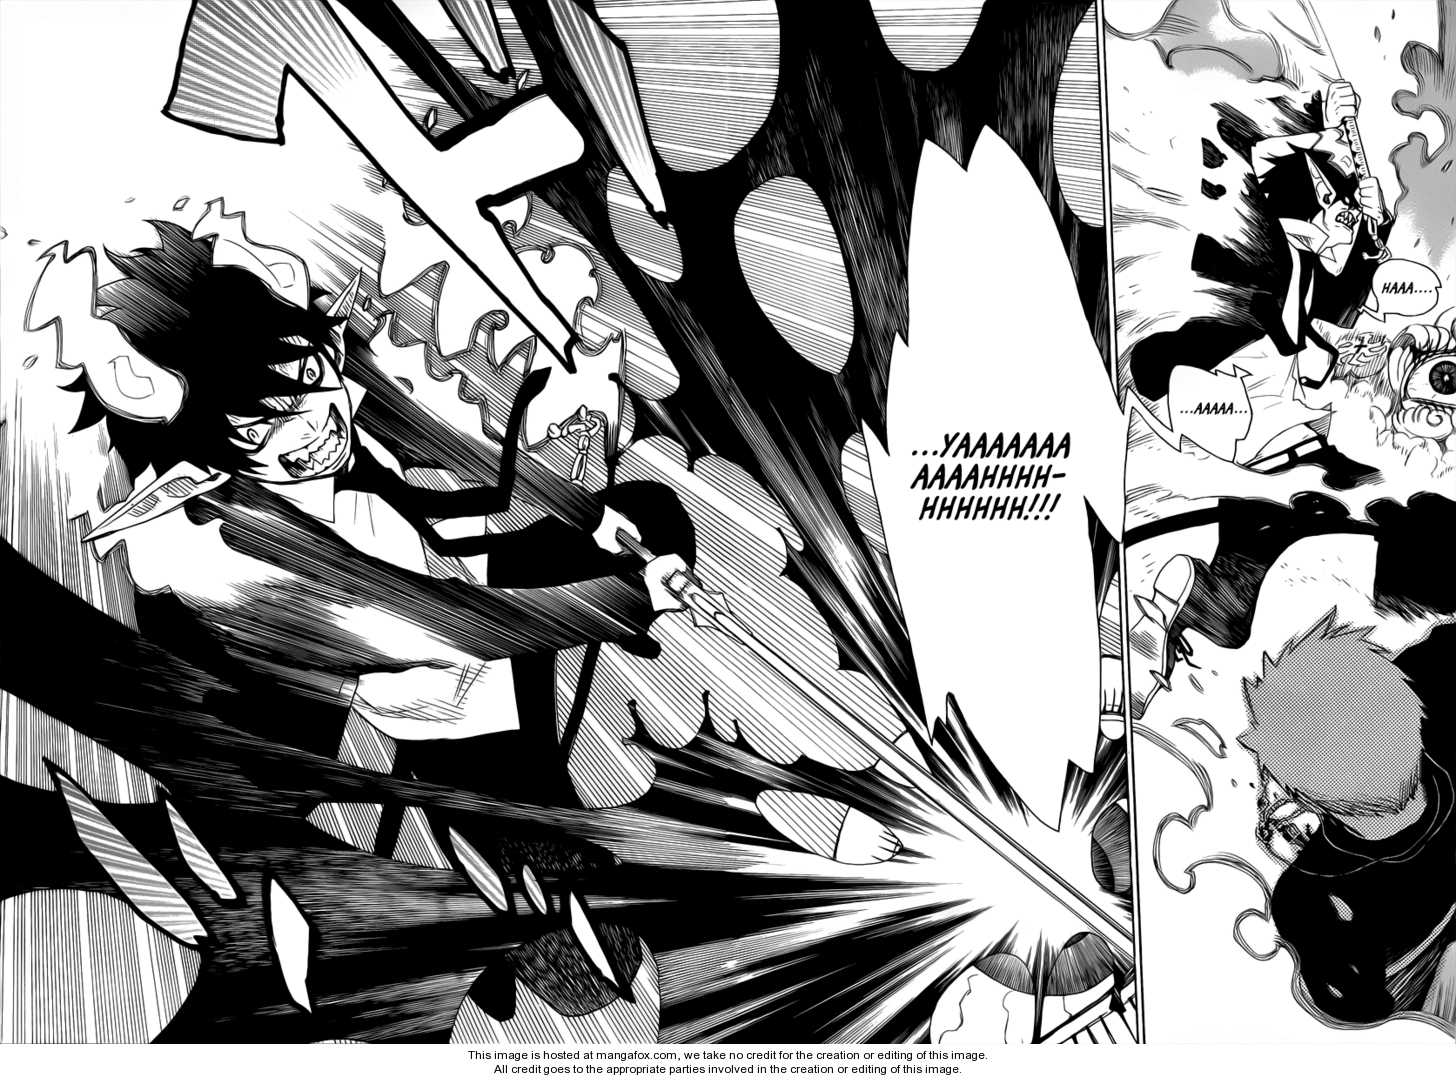 HAAA....
...AAAAA...
...YAAAAAAA
AAAAHHHH-
HHHHHH!!!
This image is hosted at mangafox.com, we take no credit for the creation or editing of this image.
All credit goes to the appropriate parties involved in the creation or editing of this image.